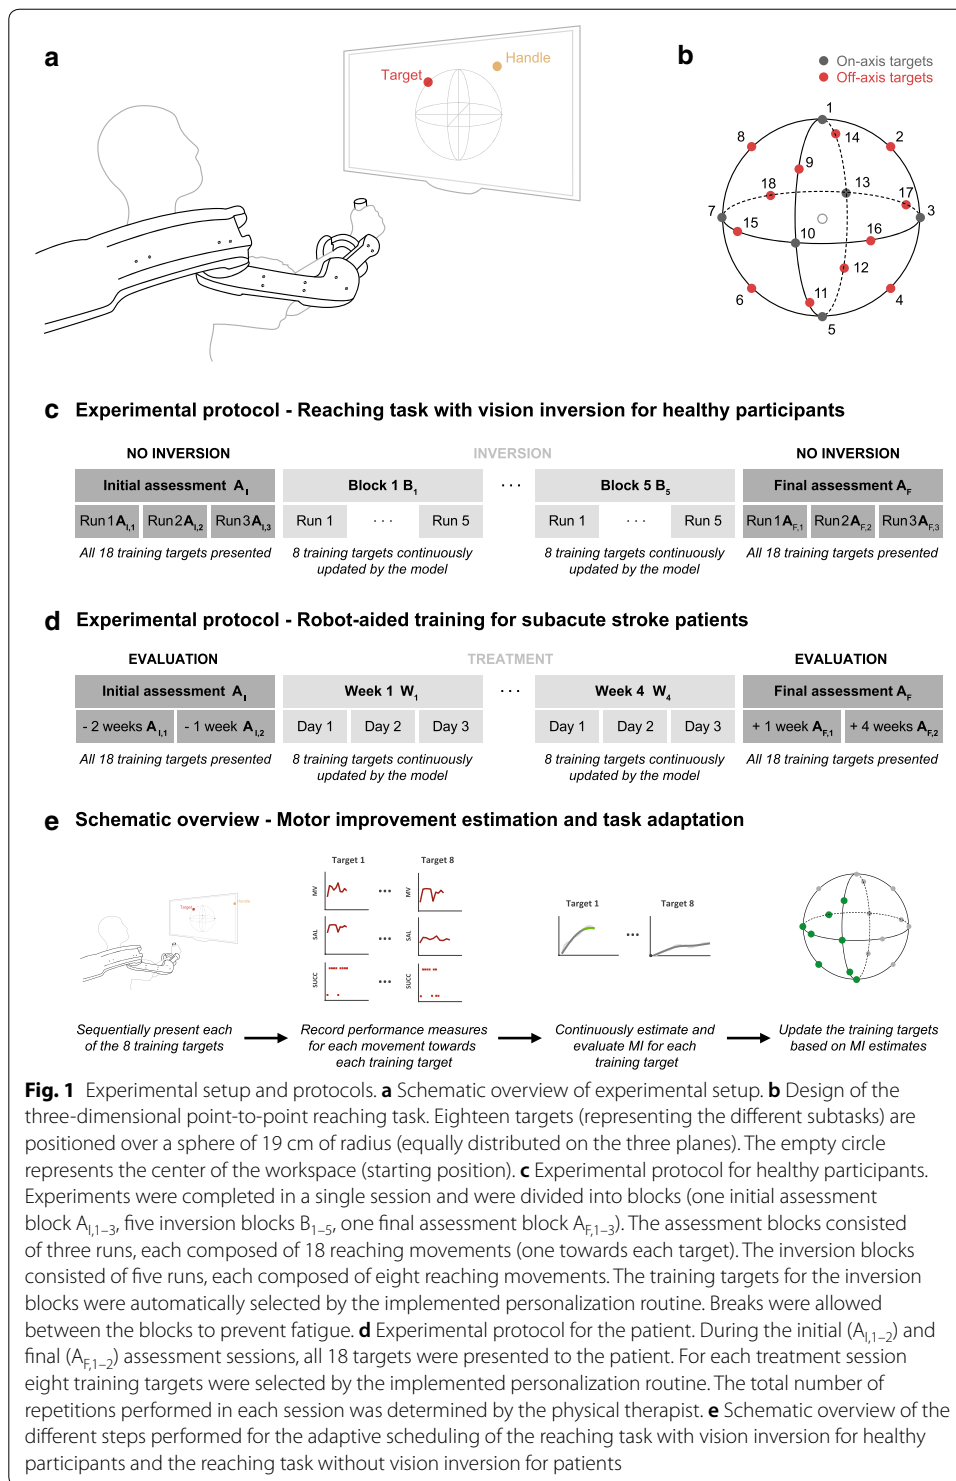 a
Target
Handle
b
On-axis targets
Off-axis targets
1
8
14
2
9
18
13
17
7
3
15
10
16
12
6
11
4
5
c Experimental protocol - Reaching task with vision inversion for healthy participants
NO INVERSION INVERSION NO INVERSION
Initial assessment A_I Block 1 B_1 ... Block 5 B_5 Final assessment A_F
Run 1 A_I,1 Run 2 A_I,2 Run 3 A_I,3 Run 1 ... Run 5 Run 1 ... Run 5 Run 1 A_F,1 Run 2 A_F,2 Run 3 A_F,3
All 18 training targets presented 8 training targets continuously 8 training targets continuously All 18 training targets presented
updated by the model updated by the model
d Experimental protocol - Robot-aided training for subacute stroke patients
EVALUATION TREATMENT EVALUATION
Initial assessment A_I Week 1 W_1 ... Week 4 W_4 Final assessment A_F
- 2 weeks A_I,1 - 1 week A_I,2 Day 1 Day 2 Day 3 Day 1 Day 2 Day 3 + 1 week A_F,1 + 4 weeks A_F,2
All 18 training targets presented 8 training targets continuously 8 training targets continuously All 18 training targets presented
updated by the model updated by the model
e Schematic overview - Motor improvement estimation and task adaptation
Target
Handle
Target 1 Target 8
MV ... MV
SAL ... SAL
SUCC ... SUCC
Target 1 ... Target 8
Sequentially present each Record performance measures Continuously estimate and Update the training targets
of the 8 training targets for each movement towards evaluate MI for each based on MI estimates
each training target training target
Fig. 1 Experimental setup and protocols. a Schematic overview of experimental setup. b Design of the
three-dimensional point-to-point reaching task. Eighteen targets (representing the different subtasks) are
positioned over a sphere of 19 cm of radius (equally distributed on the three planes). The empty circle
represents the center of the workspace (starting position). c Experimental protocol for healthy participants.
Experiments were completed in a single session and were divided into blocks (one initial assessment
block A_I,1–3, five inversion blocks B_1–5, one final assessment block A_F,1–3). The assessment blocks consisted
of three runs, each composed of 18 reaching movements (one towards each target). The inversion blocks
consisted of five runs, each composed of eight reaching movements. The training targets for the inversion
blocks were automatically selected by the implemented personalization routine. Breaks were allowed
between the blocks to prevent fatigue. d Experimental protocol for the patient. During the initial (A_I,1–2) and
final (A_F,1–2) assessment sessions, all 18 targets were presented to the patient. For each treatment session
eight training targets were selected by the implemented personalization routine. The total number of
repetitions performed in each session was determined by the physical therapist. e Schematic overview of the
different steps performed for the adaptive scheduling of the reaching task with vision inversion for healthy
participants and the reaching task without vision inversion for patients